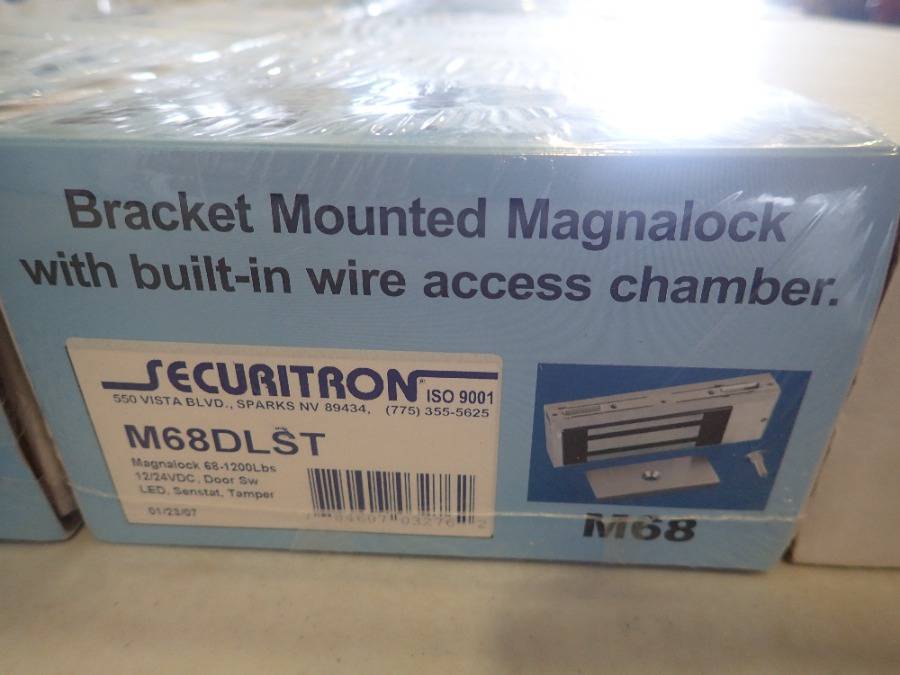 Bracket Mounted Magnalock
with built-in wire access chamber.
SECURITRON® ISO 9001
550 VISTA BLVD., SPARKS NV 89434, (775) 355-5625
M68DLST
Magnalock 68-1200Lbs
12/24VDC, Door Sw
LED, Senstat, Tamper
01/23/07
M68